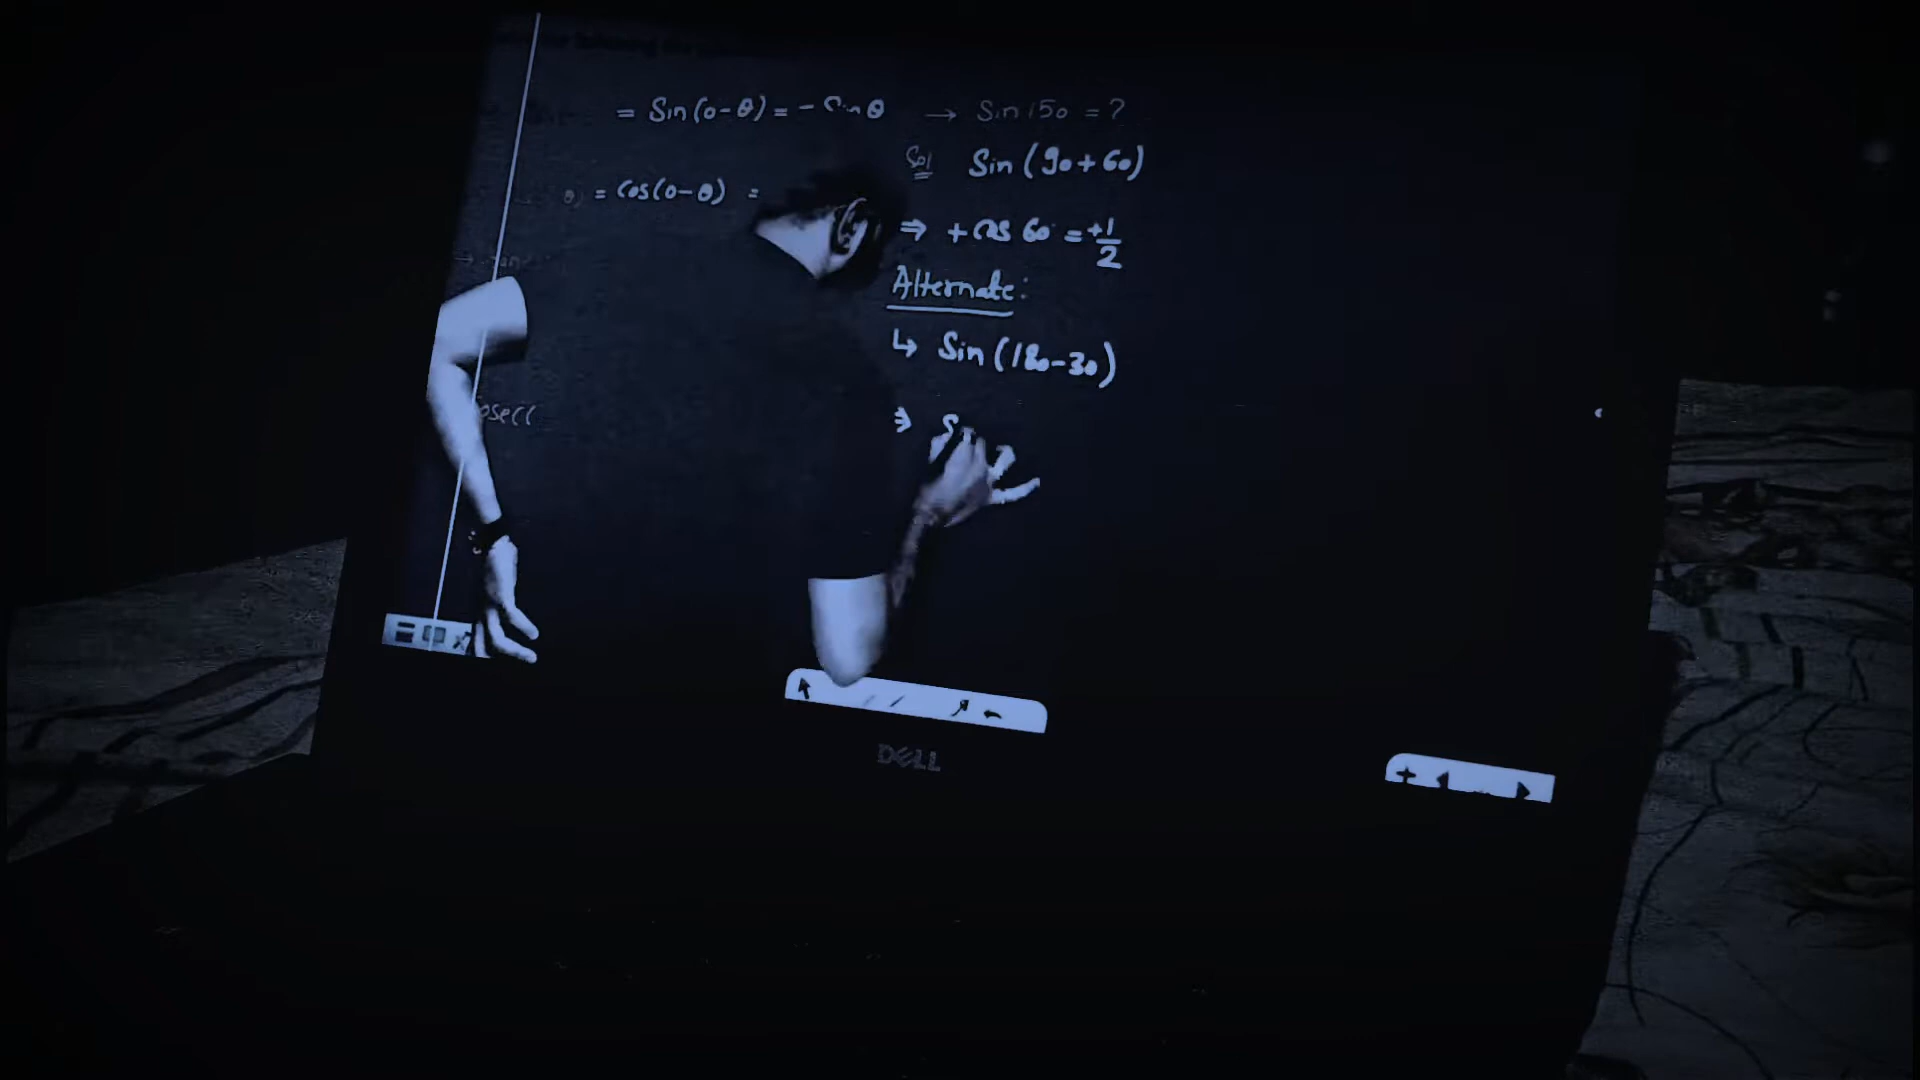 = Sin(0-θ) = - Sinθ
= Cos(0-θ) =
→ Sin 150 = ?
Sol Sin (90+60)
⇒ + Cos 60 = +1/2
Alternate:
↳ Sin (180-30)
⇒ S
DELL